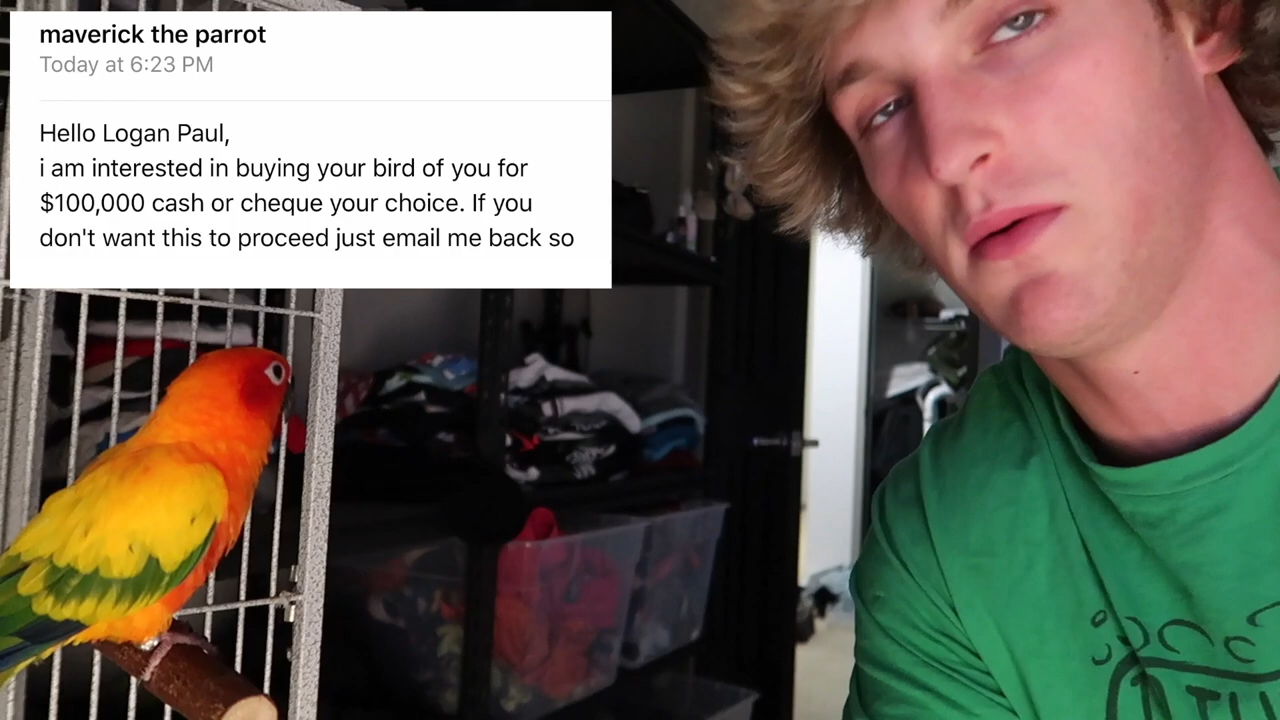 maverick the parrot
Today at 6:23 PM
Hello Logan Paul,
i am interested in buying your bird of you for
$100,000 cash or cheque your choice. If you
don't want this to proceed just email me back so